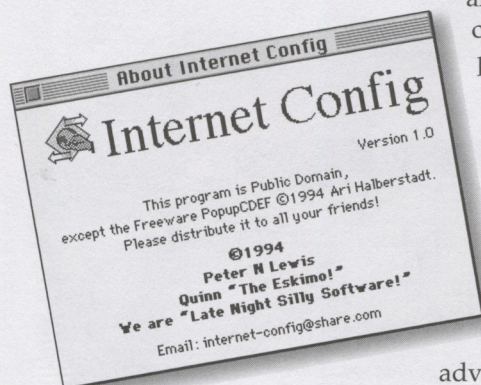 About Internet Config
Internet Config
Version 1.0
This program is Public Domain,
except the Freeware PopupCDEF ©1994 Ari Halberstadt.
Please distribute it to all your friends!
©1994
Peter N Lewis
Quinn "The Eskimo!"
We are "Late Night Silly Software!"
Email: internet-config@share.com
adv